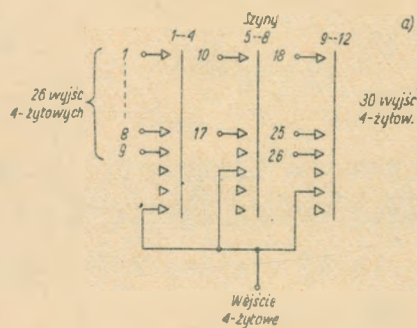 Szyny
a)
1--4 5--8 9--12
1 10 18
26 wyjść
4-żyłowych
30 wyjść
4-żyłow.
8 17 25
9 26
Wejście
4-żyłowe